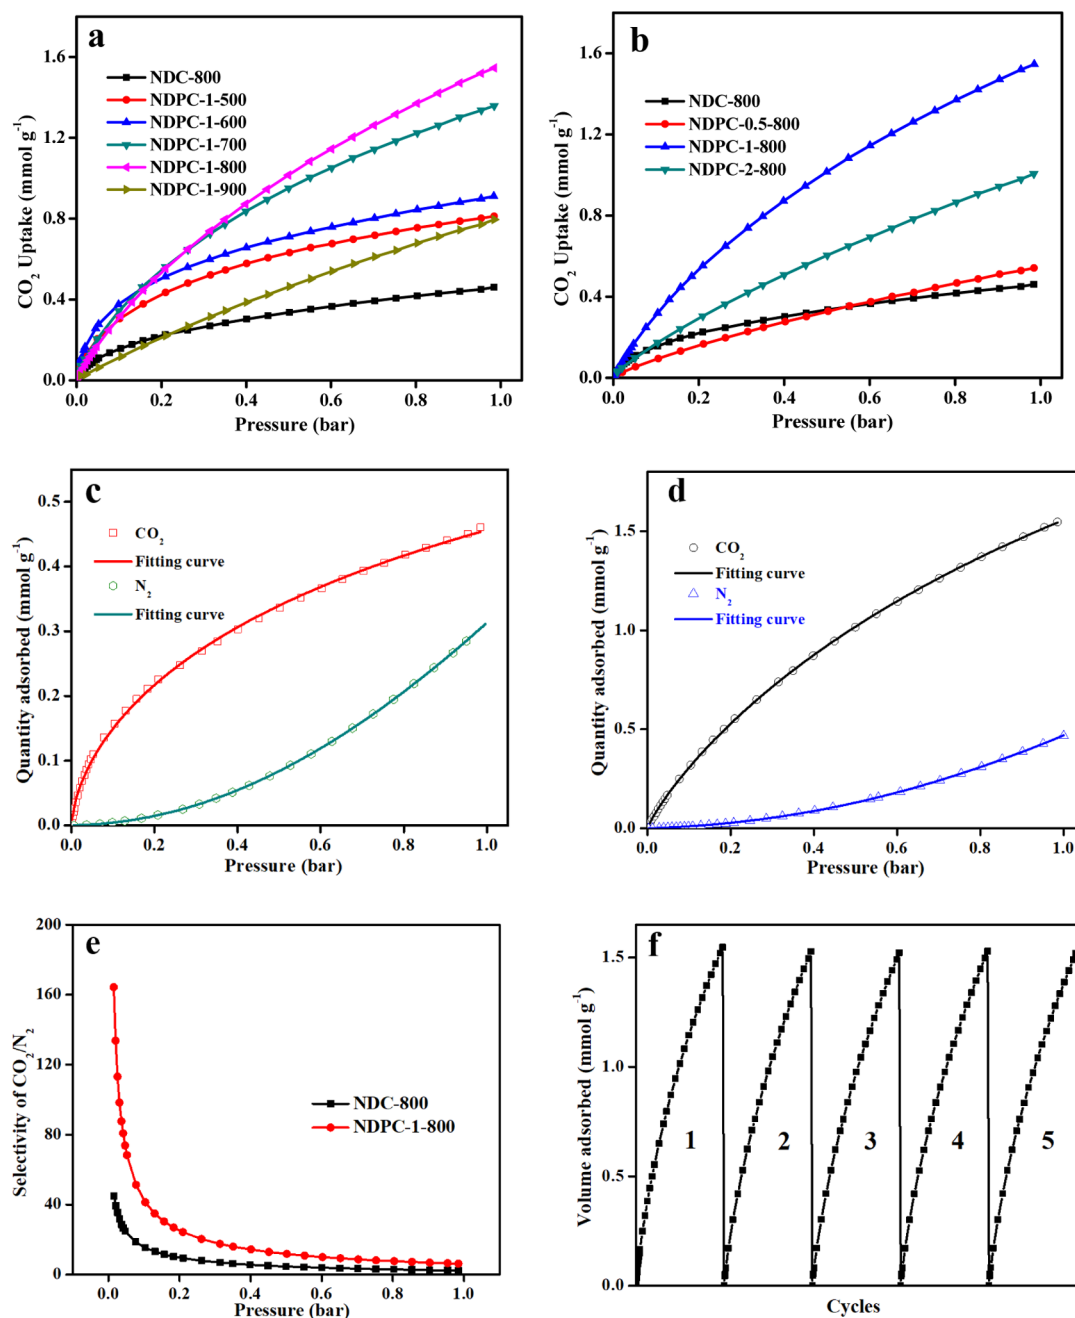 a
1.6
1.2
0.8
0.4
0.0
CO2 Uptake (mmol g-1)
NDC-800
NDPC-1-500
NDPC-1-600
NDPC-1-700
NDPC-1-800
NDPC-1-900
0.0 0.2 0.4 0.6 0.8 1.0
Pressure (bar)
b
1.6
1.2
0.8
0.4
0.0
CO2 Uptake (mmol g-1)
NDC-800
NDPC-0.5-800
NDPC-1-800
NDPC-2-800
0.0 0.2 0.4 0.6 0.8 1.0
Pressure (bar)
c
0.5
0.4
0.3
0.2
0.1
0.0
Quantity adsorbed (mmol g-1)
CO2
Fitting curve
N2
Fitting curve
0.0 0.2 0.4 0.6 0.8 1.0
Pressure (bar)
d
1.5
1.0
0.5
0.0
Quantity adsorbed (mmol g-1)
CO2
Fitting curve
N2
Fitting curve
0.0 0.2 0.4 0.6 0.8 1.0
Pressure (bar)
e
200
160
120
80
40
0
Selectivity of CO2/N2
NDC-800
NDPC-1-800
0.0 0.2 0.4 0.6 0.8 1.0
Pressure (bar)
f
1.5
1.0
0.5
0.0
Volume adsorbed (mmol g-1)
1 2 3 4 5
Cycles